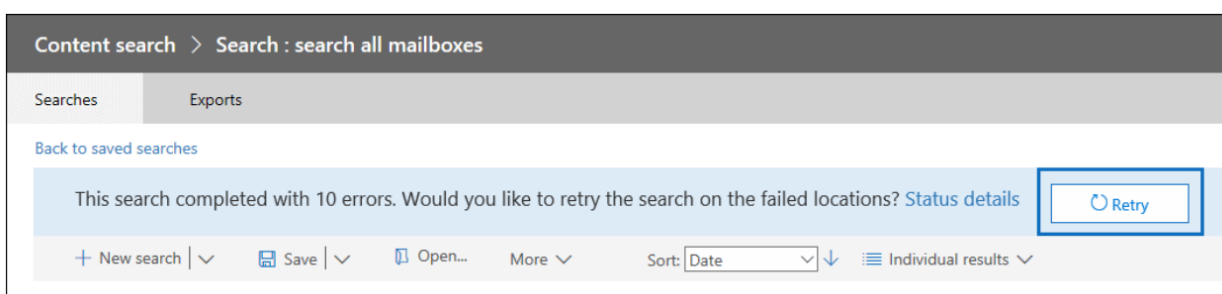 Content search > Search : search all mailboxes
Searches Exports
Back to saved searches
This search completed with 10 errors. Would you like to retry the search on the failed locations? Status details Retry
New search Save Open... More Sort: Date Individual results